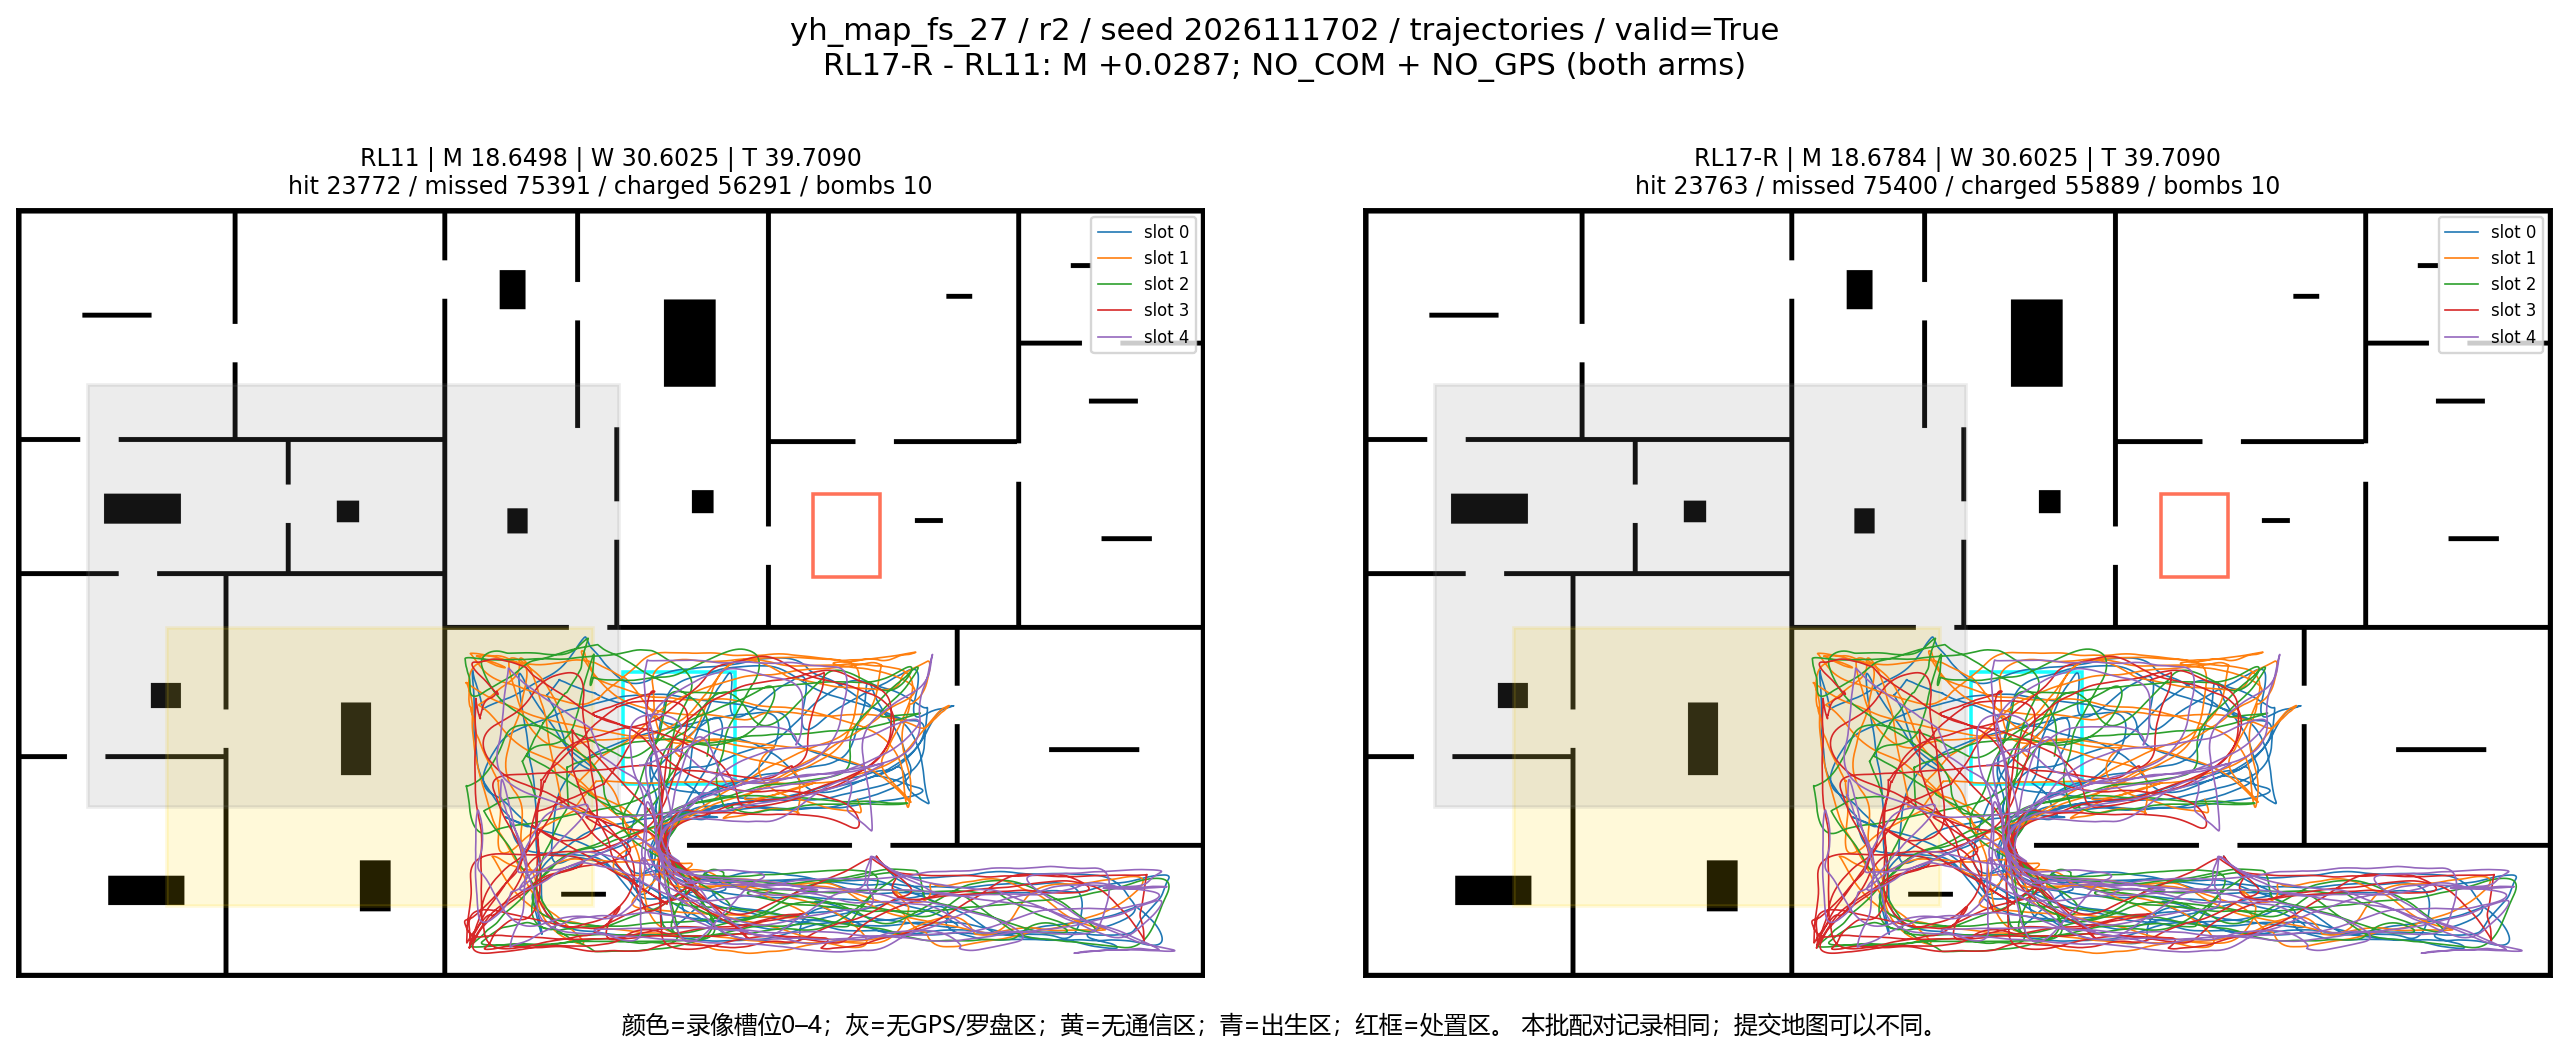 yh_map_fs_27 / r2 / seed 2026111702 / trajectories / valid=True
RL17-R - RL11: M +0.0287; NO_COM + NO_GPS (both arms)
RL11 | M 18.6498 | W 30.6025 | T 39.7090
hit 23772 / missed 75391 / charged 56291 / bombs 10
slot 0
slot 1
slot 2
slot 3
slot 4
RL17-R | M 18.6784 | W 30.6025 | T 39.7090
hit 23763 / missed 75400 / charged 55889 / bombs 10
slot 0
slot 1
slot 2
slot 3
slot 4
颜色=录像槽位0–4；灰=无GPS/罗盘区；黄=无通信区；青=出生区；红框=处置区。 本批配对记录相同；提交地图可以不同。